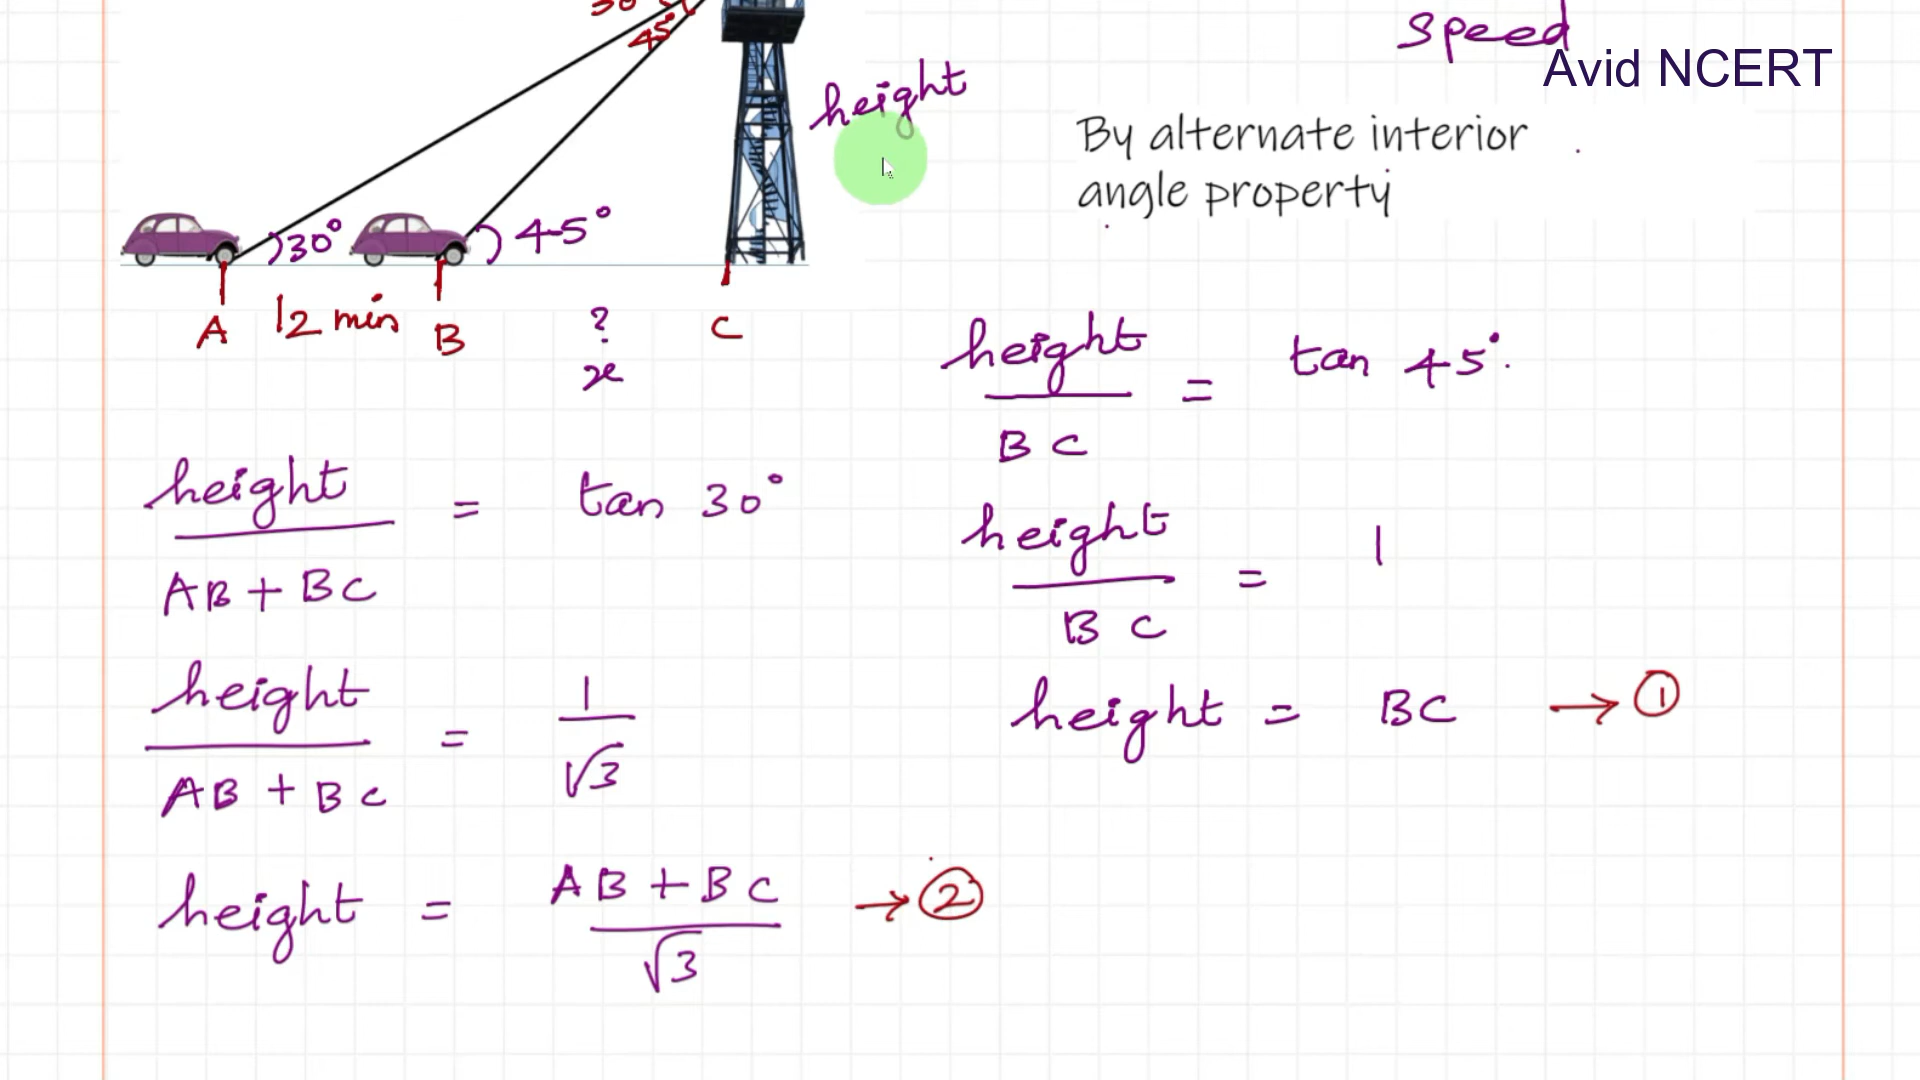 30
45°
Speed
Avid NCERT
height
By alternate interior
angle property
30° 45°
A 12 min B ? x C
height / BC = tan 45°.
height / AB + BC = tan 30°
height / BC = 1
height / AB + BC = 1 / √3
height = BC → ①
height = AB + BC / √3 → ②